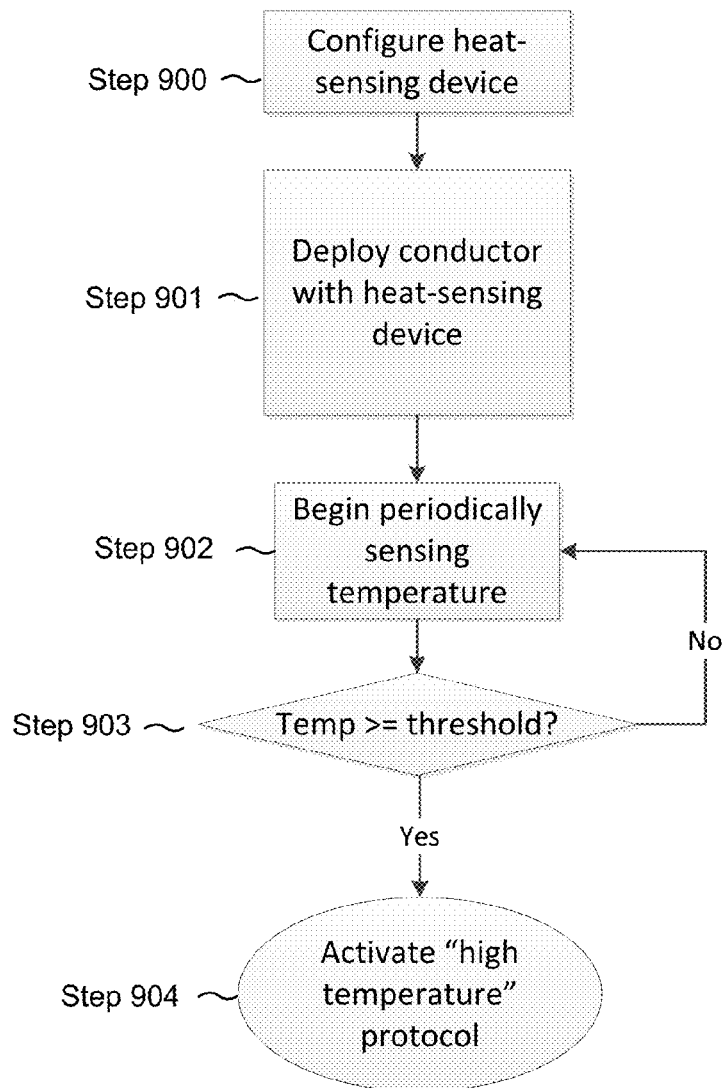 Step 900
Configure heat-
sensing device
Step 901
Deploy conductor
with heat-sensing
device
Step 902
Begin periodically
sensing
temperature
No
Step 903
Temp >= threshold?
Yes
Step 904
Activate “high
temperature”
protocol